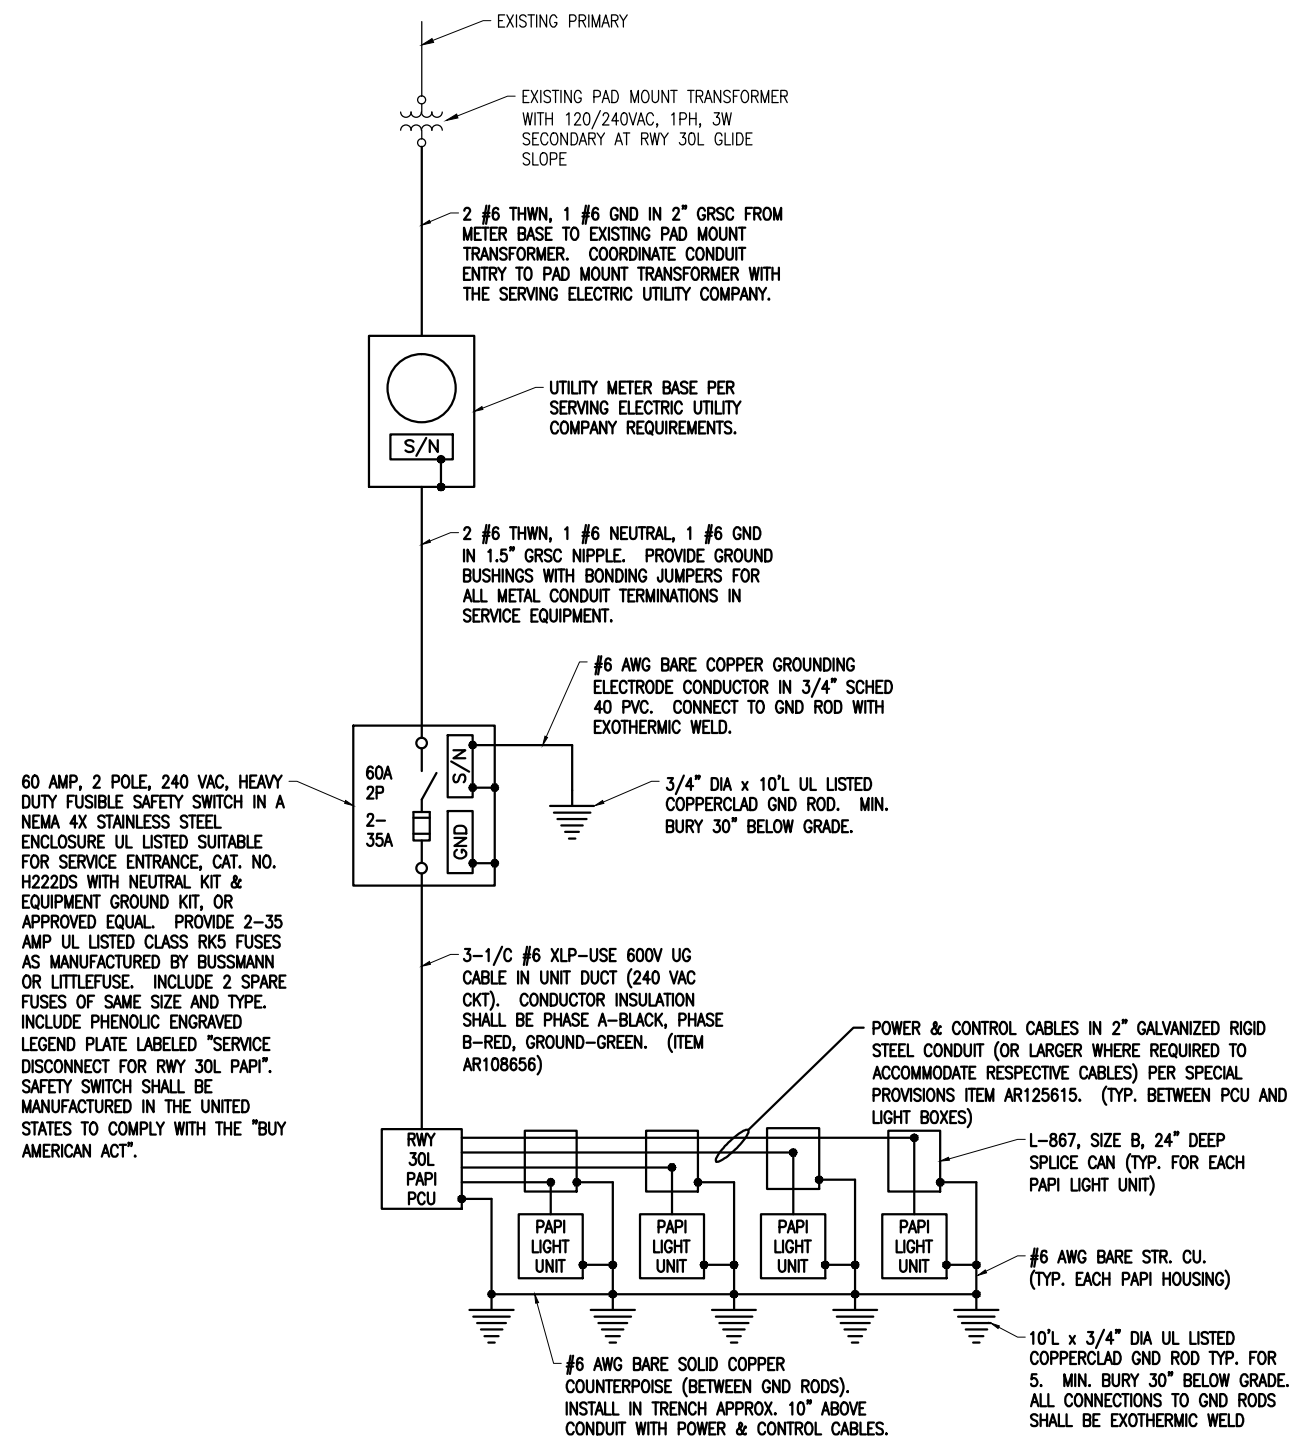 EXISTING PRIMARY
EXISTING PAD MOUNT TRANSFORMER
WITH 120/240VAC, 1PH, 3W
SECONDARY AT RWY 30L GLIDE
SLOPE
2 #6 THWN, 1 #6 GND IN 2" GRSC FROM
METER BASE TO EXISTING PAD MOUNT
TRANSFORMER. COORDINATE CONDUIT
ENTRY TO PAD MOUNT TRANSFORMER WITH
THE SERVING ELECTRIC UTILITY COMPANY.
UTILITY METER BASE PER
SERVING ELECTRIC UTILITY
COMPANY REQUIREMENTS.
S/N
2 #6 THWN, 1 #6 NEUTRAL, 1 #6 GND
IN 1.5" GRSC NIPPLE. PROVIDE GROUND
BUSHINGS WITH BONDING JUMPERS FOR
ALL METAL CONDUIT TERMINATIONS IN
SERVICE EQUIPMENT.
#6 AWG BARE COPPER GROUNDING
ELECTRODE CONDUCTOR IN 3/4" SCHED
40 PVC. CONNECT TO GND ROD WITH
EXOTHERMIC WELD.
60A
2P
2-
35A
S/N
GND
3/4" DIA x 10'L UL LISTED
COPPERCLAD GND ROD. MIN.
BURY 30" BELOW GRADE.
60 AMP, 2 POLE, 240 VAC, HEAVY
DUTY FUSIBLE SAFETY SWITCH IN A
NEMA 4X STAINLESS STEEL
ENCLOSURE UL LISTED SUITABLE
FOR SERVICE ENTRANCE, CAT. NO.
H222DS WITH NEUTRAL KIT &
EQUIPMENT GROUND KIT, OR
APPROVED EQUAL. PROVIDE 2-35
AMP UL LISTED CLASS RK5 FUSES
AS MANUFACTURED BY BUSSMANN
OR LITTLEFUSE. INCLUDE 2 SPARE
FUSES OF SAME SIZE AND TYPE.
INCLUDE PHENOLIC ENGRAVED
LEGEND PLATE LABELED "SERVICE
DISCONNECT FOR RWY 30L PAPI".
SAFETY SWITCH SHALL BE
MANUFACTURED IN THE UNITED
STATES TO COMPLY WITH THE "BUY
AMERICAN ACT".
3-1/C #6 XLP-USE 600V UG
CABLE IN UNIT DUCT (240 VAC
CKT). CONDUCTOR INSULATION
SHALL BE PHASE A-BLACK, PHASE
B-RED, GROUND-GREEN. (ITEM
AR108656)
POWER & CONTROL CABLES IN 2" GALVANIZED RIGID
STEEL CONDUIT (OR LARGER WHERE REQUIRED TO
ACCOMMODATE RESPECTIVE CABLES) PER SPECIAL
PROVISIONS ITEM AR125615. (TYP. BETWEEN PCU AND
LIGHT BOXES)
RWY
30L
PAPI
PCU
L-867, SIZE B, 24" DEEP
SPLICE CAN (TYP. FOR EACH
PAPI LIGHT UNIT)
PAPI
LIGHT
UNIT
PAPI
LIGHT
UNIT
PAPI
LIGHT
UNIT
PAPI
LIGHT
UNIT
#6 AWG BARE STR. CU.
(TYP. EACH PAPI HOUSING)
10'L x 3/4" DIA UL LISTED
COPPERCLAD GND ROD TYP. FOR
5. MIN. BURY 30" BELOW GRADE.
ALL CONNECTIONS TO GND RODS
SHALL BE EXOTHERMIC WELD
#6 AWG BARE SOLID COPPER
COUNTERPOISE (BETWEEN GND RODS).
INSTALL IN TRENCH APPROX. 10" ABOVE
CONDUIT WITH POWER & CONTROL CABLES.